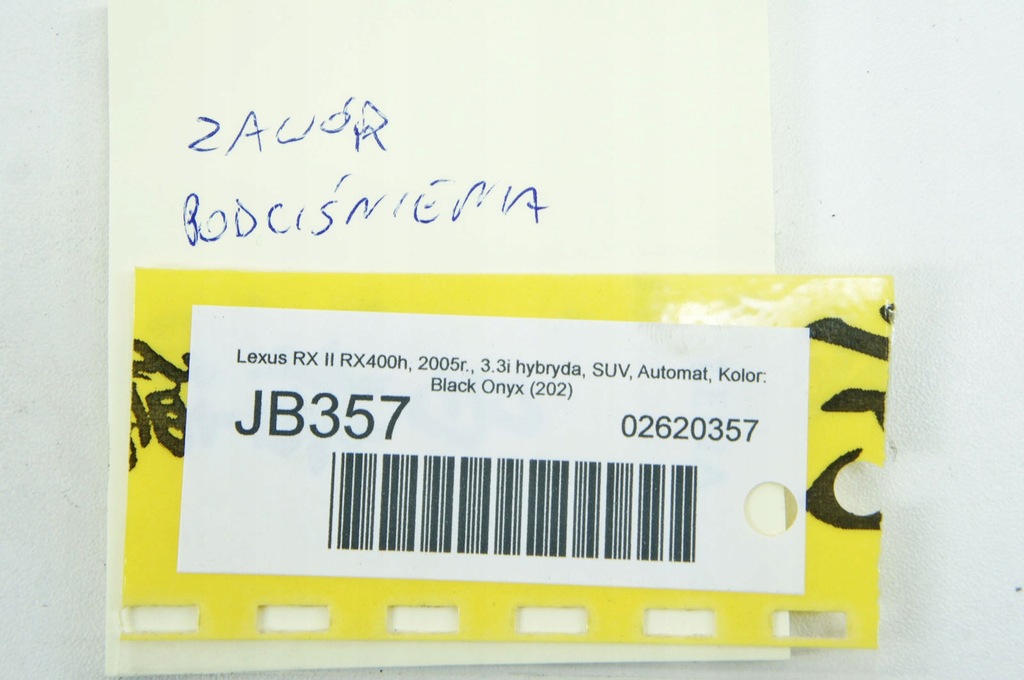 ZAWÓR
PODCIŚNIENIA
Lexus RX II RX400h, 2005r., 3.3i hybryda, SUV, Automat, Kolor:
Black Onyx (202)
JB357
02620357